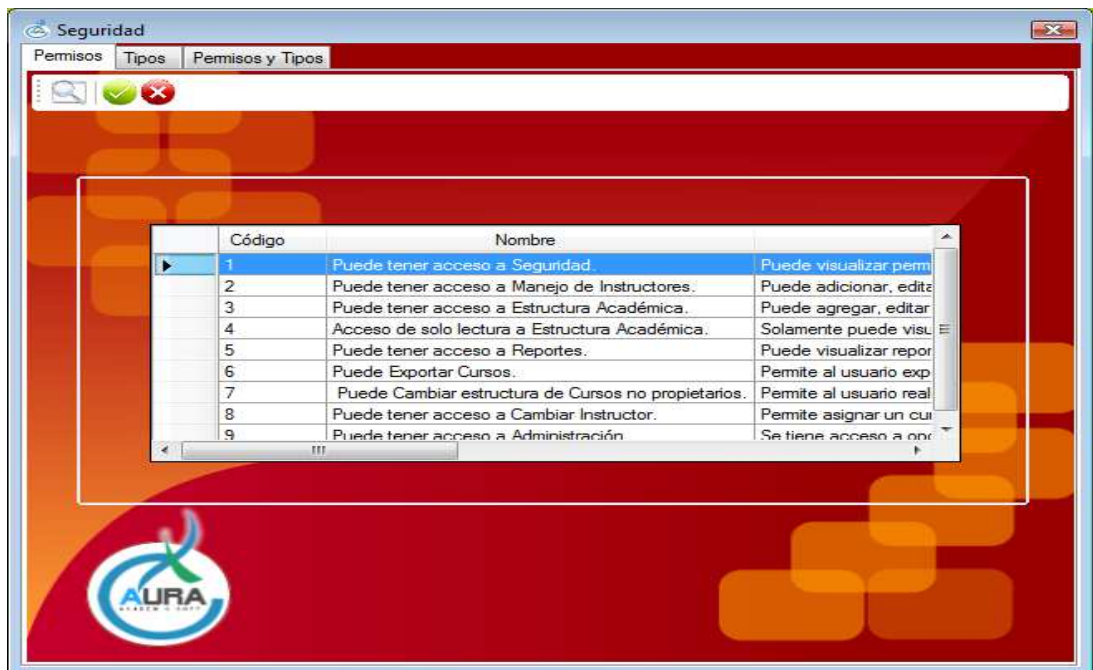 Seguridad
Permisos Tipos Permisos y Tipos
Código Nombre
1 Puede tener acceso a Seguridad. Puede visualizar perm
2 Puede tener acceso a Manejo de Instructores. Puede adicionar, edita
3 Puede tener acceso a Estructura Académica. Puede agregar, editar
4 Acceso de solo lectura a Estructura Académica. Solamente puede visu
5 Puede tener acceso a Reportes. Puede visualizar repor
6 Puede Exportar Cursos. Permite al usuario exp
7 Puede Cambiar estructura de Cursos no propietarios. Permite al usuario real
8 Puede tener acceso a Cambiar Instructor. Permite asignar un cur
9 Puede tener acceso a Administración Se tiene acceso a opc
AURA